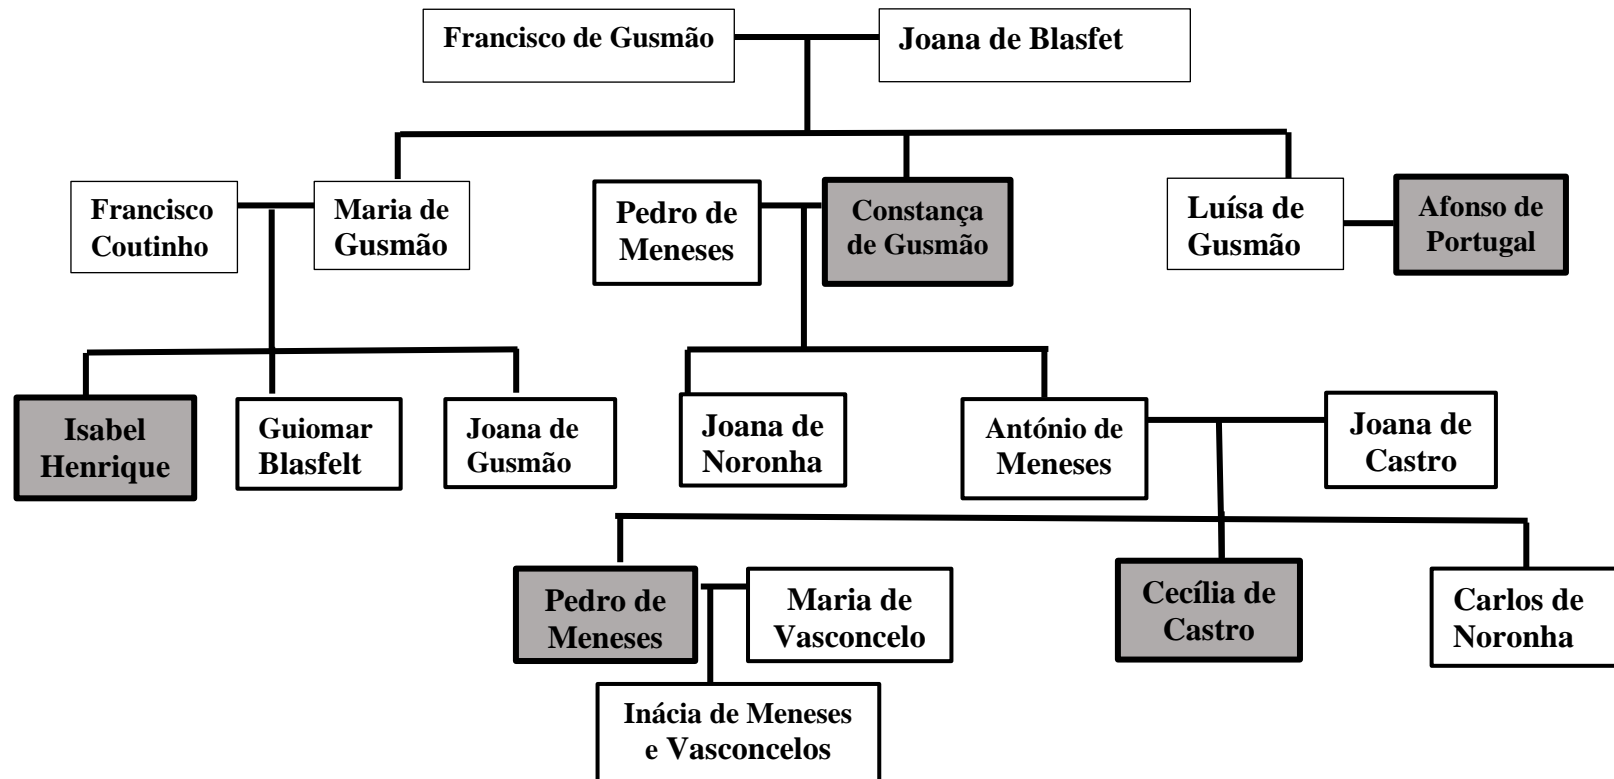 Francisco de Gusmão
Joana de Blasfet
Francisco
Coutinho
Maria de
Gusmão
Pedro de
Meneses
Constança
de Gusmão
Luísa de
Gusmão
Afonso de
Portugal
Isabel
Henrique
Guiomar
Blasfelt
Joana de
Gusmão
Joana de
Noronha
António de
Meneses
Joana de
Castro
Pedro de
Meneses
Maria de
Vasconcelo
Cecília de
Castro
Carlos de
Noronha
Inácia de Meneses
e Vasconcelos